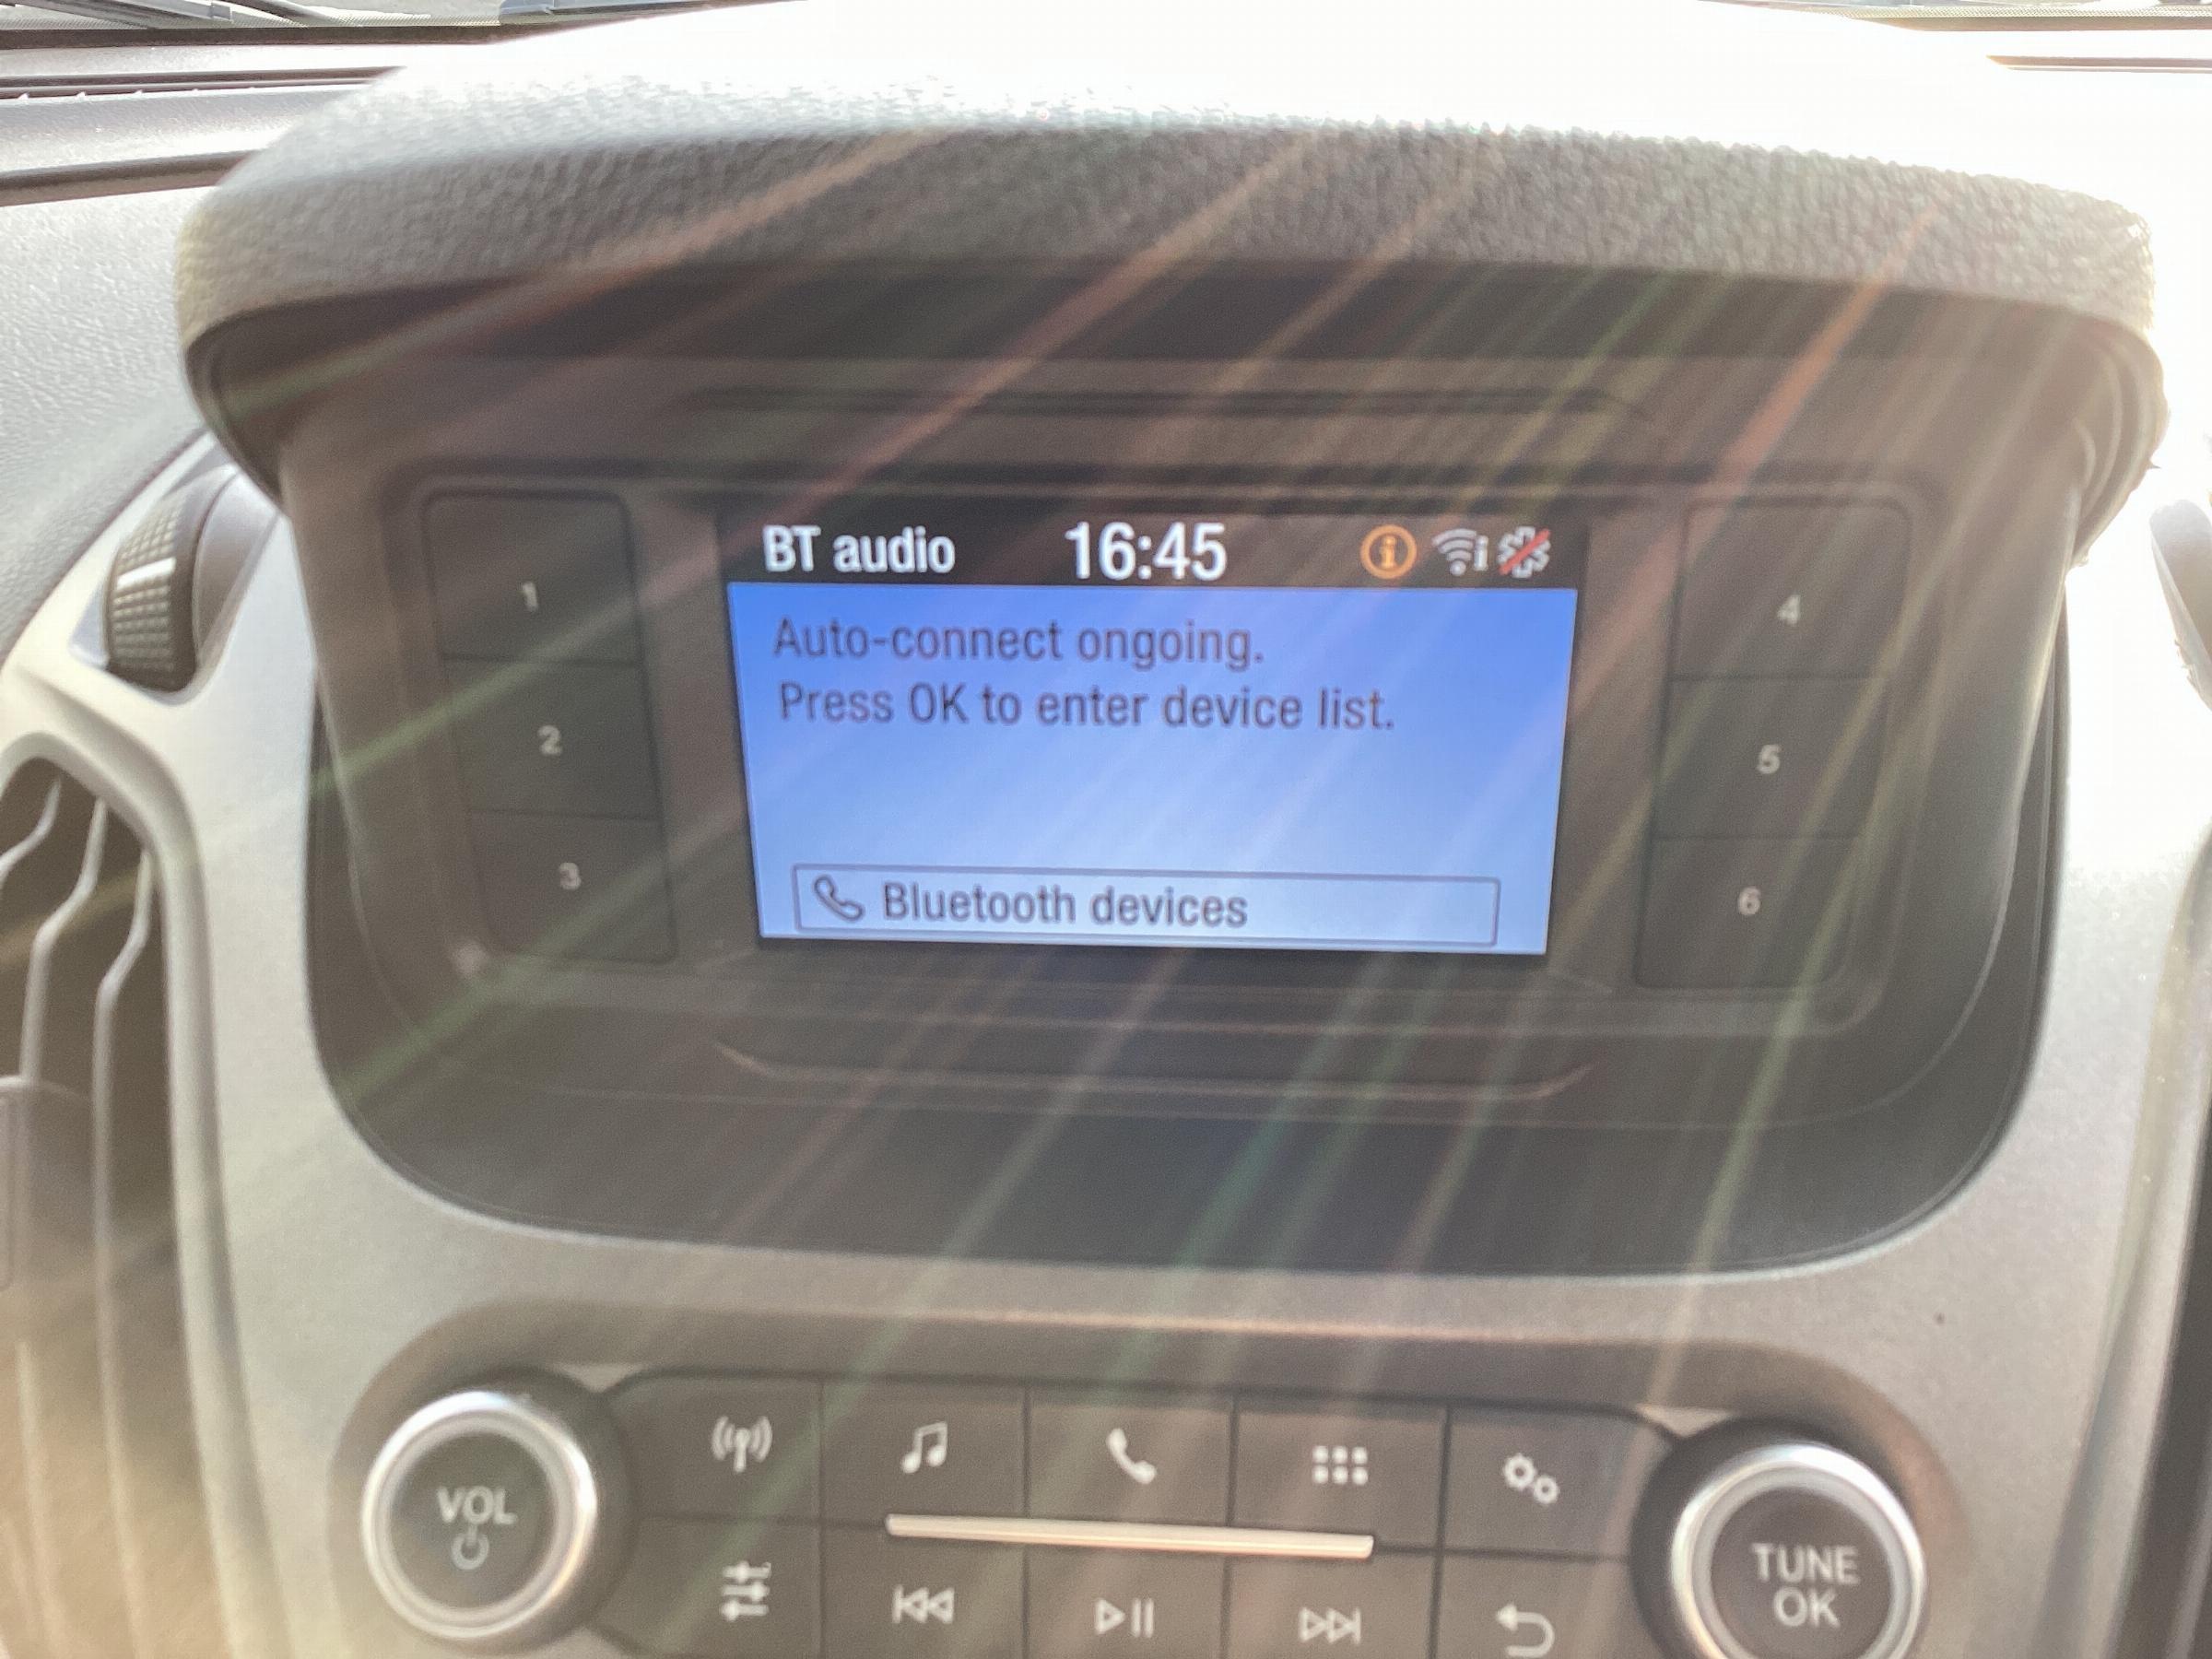 BT audio 16:45
Auto-connect ongoing.
Press OK to enter device list.
Bluetooth devices
1
2
3
4
5
6
VOL
TUNE
OK